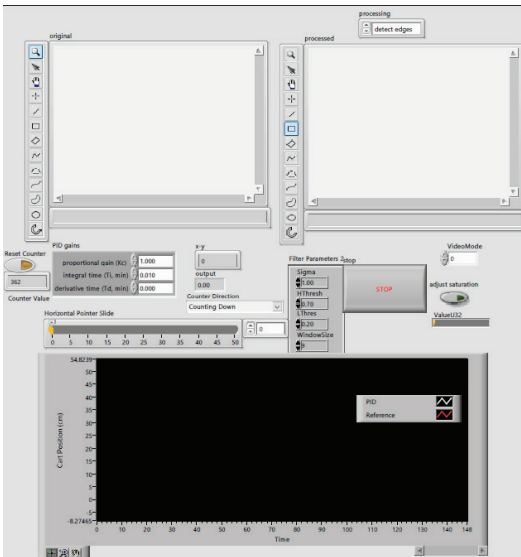 processing
detect edges
original
processed
PID gains
proportional gain (Kc) 1.000
integral time (Ti, min) 0.010
derivative time (Td, min) 0.000
Reset Counter
362
Counter Value
x-y
0
output
0.00
Counter Direction
Counting Down
Horizontal Pointer Slide
0 5 10 15 20 25 30 35 40 45 50
0
Filter Parameters 2
Sigma
1.00
HThresh
0.70
LThres
0.20
WindowSize
9
stop
STOP
VideoMode
0
adjust saturation
ValueU32
54.8239
50
45
40
35
30
25
20
15
10
5
0
-5
-8.27465
Cart Position (cm)
PID
Reference
0 10 20 30 40 50 60 70 80 90 100 110 120 130 140 148
Time